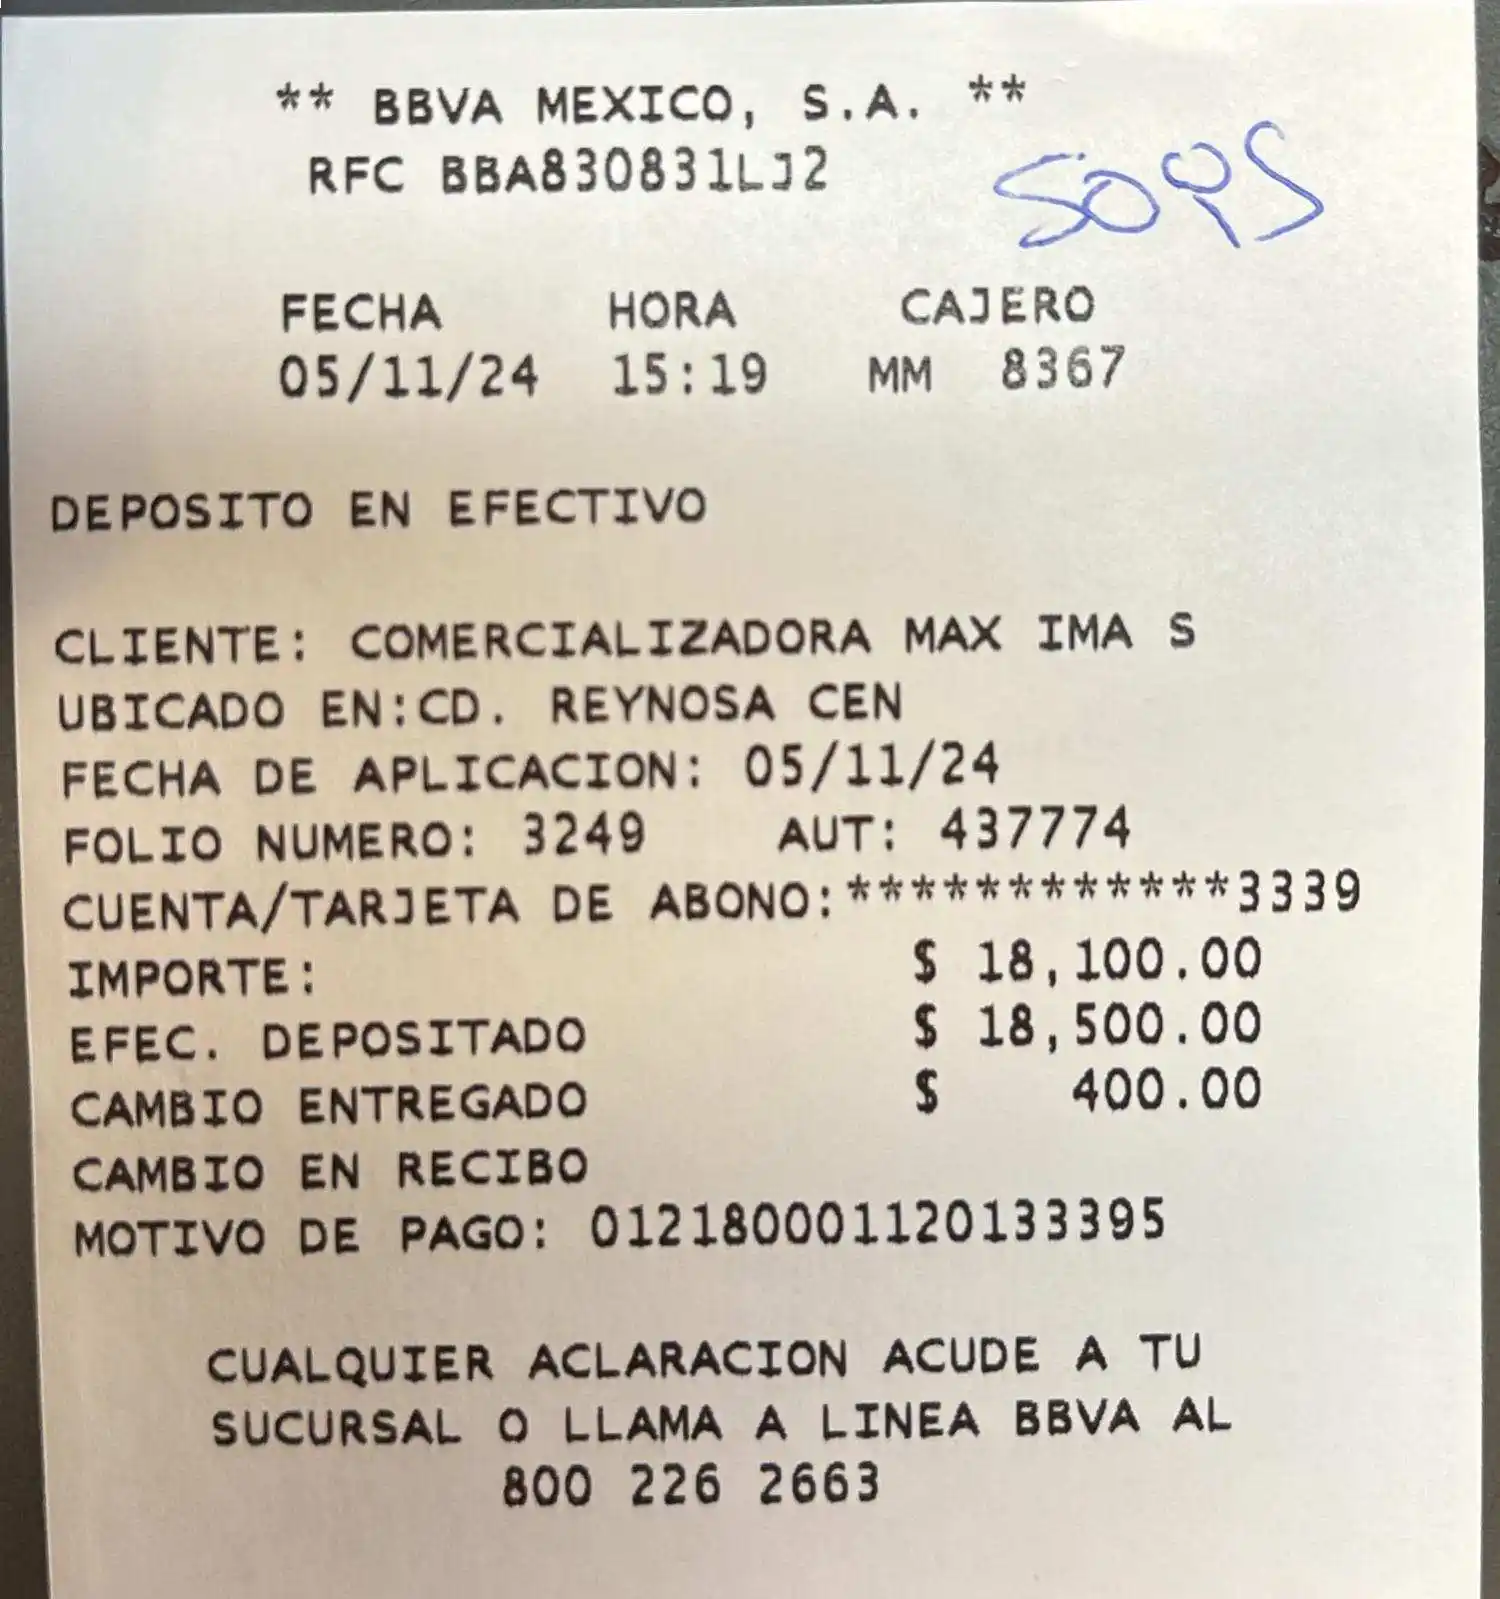 ** BBVA MEXICO, S.A. **
RFC BBA830831LJ2
FECHA HORA CAJERO
05/11/24 15:19 MM 8367
DEPOSITO EN EFECTIVO
CLIENTE: COMERCIALIZADORA MAX IMA S
UBICADO EN:CD. REYNOSA CEN
FECHA DE APLICACION: 05/11/24
FOLIO NUMERO: 3249 AUT: 437774
CUENTA/TARJETA DE ABONO:************3339
IMPORTE: $ 18,100.00
EFEC. DEPOSITADO $ 18,500.00
CAMBIO ENTREGADO $ 400.00
CAMBIO EN RECIBO
MOTIVO DE PAGO: 012180001120133395
CUALQUIER ACLARACION ACUDE A TU
SUCURSAL O LLAMA A LINEA BBVA AL
800 226 2663